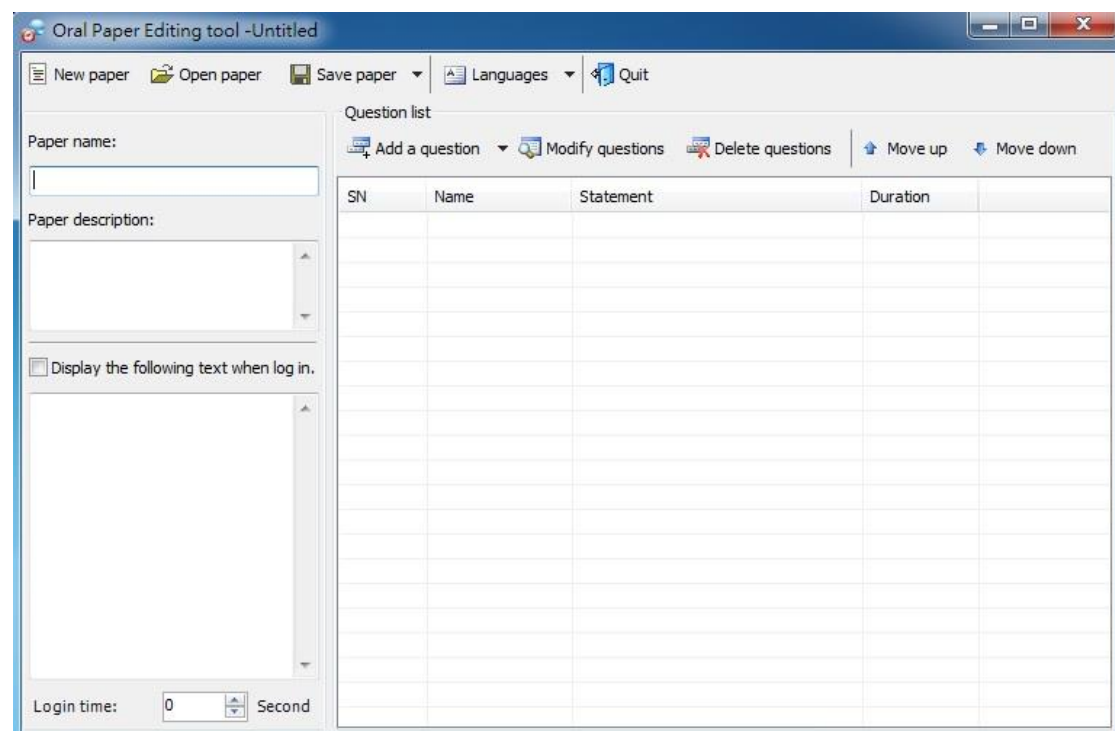 Oral Paper Editing tool -Untitled
New paper Open paper Save paper Languages Quit
Paper name:
Paper description:
Display the following text when log in.
Login time: 0 Second
Question list
Add a question Modify questions Delete questions Move up Move down
SN Name Statement Duration